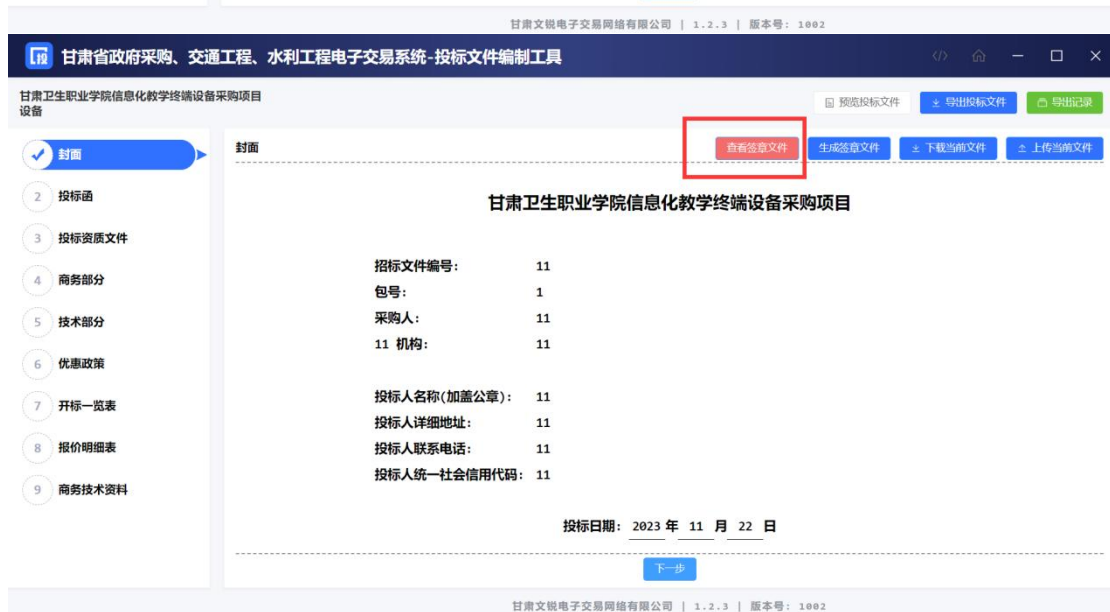 甘肃文锐电子交易网络有限公司 | 1.2.3 | 版本号: 1002
投 甘肃省政府采购、交通工程、水利工程电子交易系统-投标文件编制工具
甘肃卫生职业学院信息化教学终端设备采购项目
设备
预览投标文件 导出投标文件 导出记录
封面
封面 查看签章文件 生成签章文件 下载当前文件 上传当前文件
2 投标函
甘肃卫生职业学院信息化教学终端设备采购项目
3 投标资质文件
招标文件编号: 11
4 商务部分
包号: 1
采购人: 11
5 技术部分
11 机构: 11
6 优惠政策
投标人名称(加盖公章): 11
7 开标一览表
投标人详细地址: 11
8 报价明细表
投标人联系电话: 11
投标人统一社会信用代码: 11
9 商务技术资料
投标日期: 2023 年 11 月 22 日
下一步
甘肃文锐电子交易网络有限公司 | 1.2.3 | 版本号: 1002